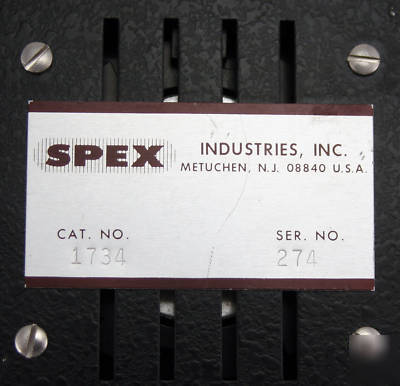 SPEX INDUSTRIES, INC.
METUCHEN, N.J. 08840 U.S.A.
CAT. NO. SER. NO.
1734 274